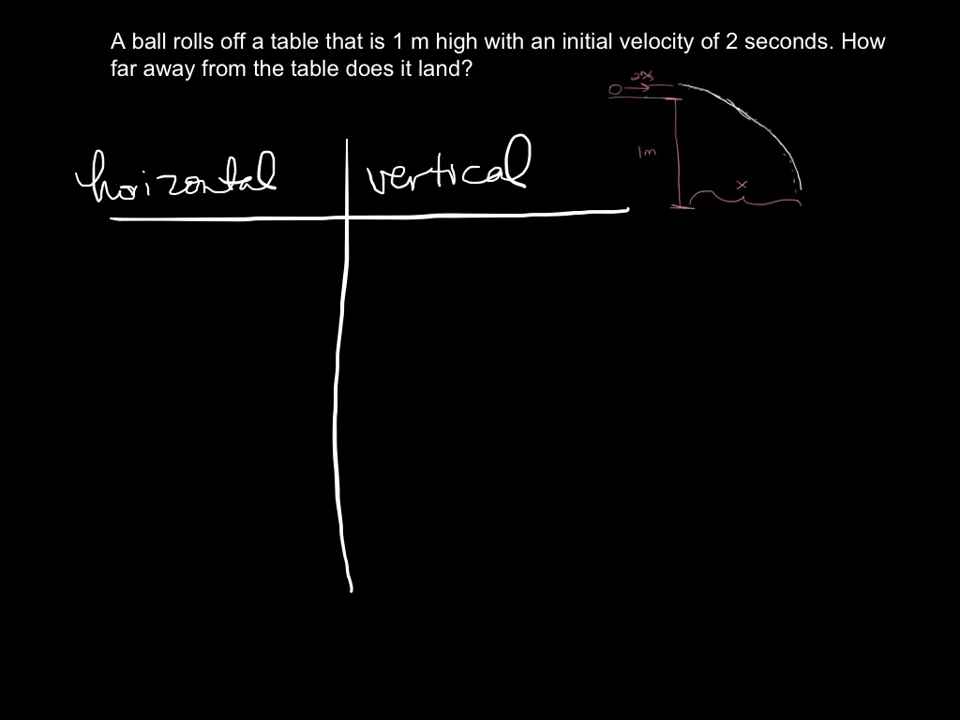 A ball rolls off a table that is 1 m high with an initial velocity of 2 seconds. How
far away from the table does it land?
2m/s
1m
x
horizontal vertical